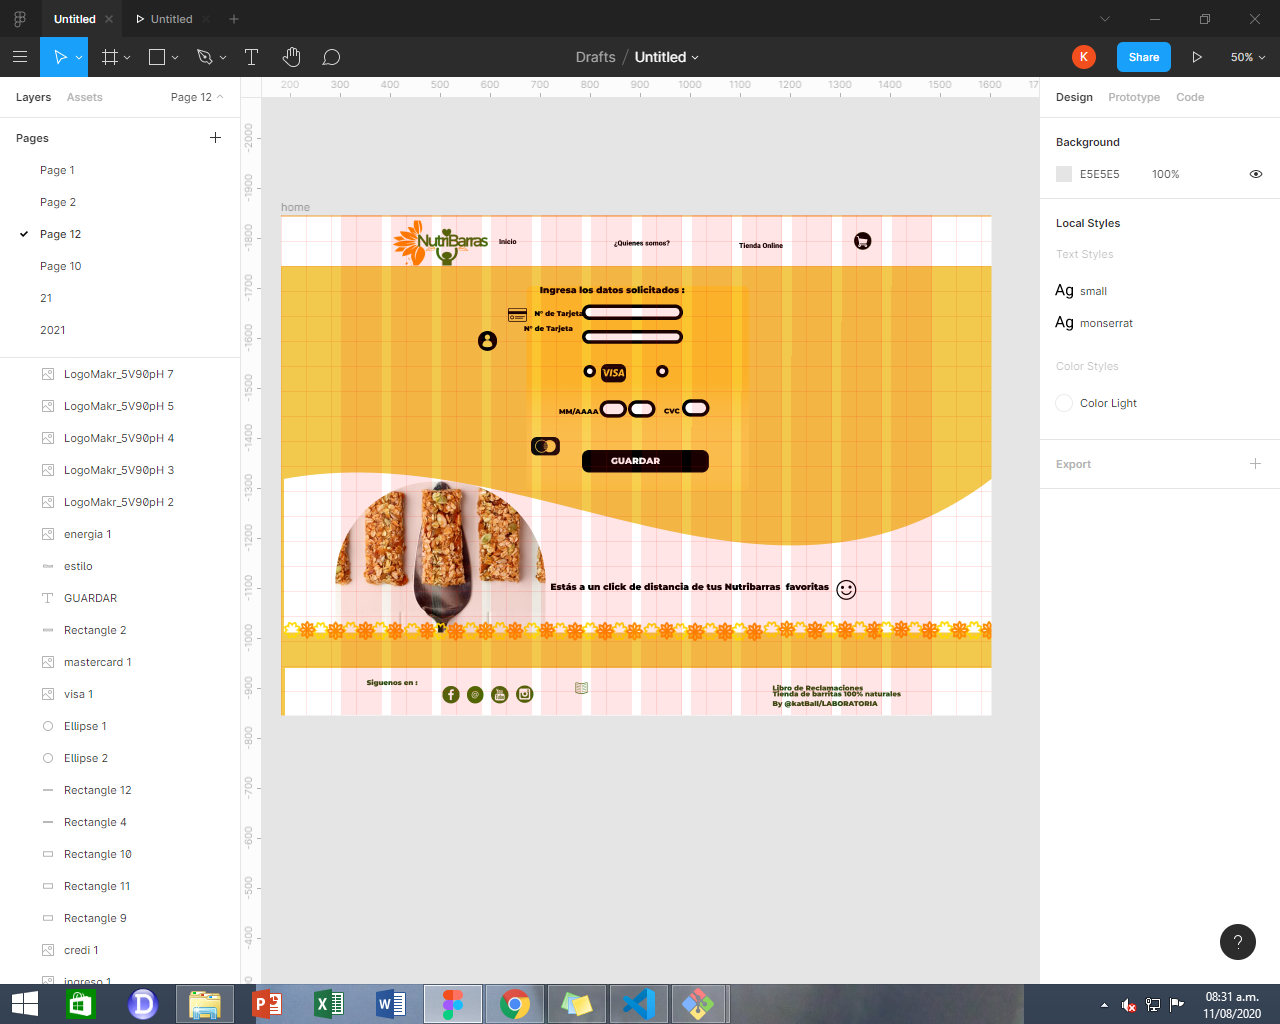 Untitled
Untitled
Drafts / Untitled
K
Share
50%
Layers
Assets
Page 12
Pages
Page 1
Page 2
Page 12
Page 10
21
2021
LogoMakr_5V90pH 7
LogoMakr_5V90pH 5
LogoMakr_5V90pH 4
LogoMakr_5V90pH 3
LogoMakr_5V90pH 2
energia 1
estilo
GUARDAR
Rectangle 2
mastercard 1
visa 1
Ellipse 1
Ellipse 2
Rectangle 12
Rectangle 4
Rectangle 10
Rectangle 11
Rectangle 9
credi 1
ingreso 1
200 300 400 500 600 700 800 900 1000 1100 1200 1300 1400 1500 1600 17
-2000
-1900
-1800
-1700
-1600
-1500
-1400
-1300
-1200
-1100
-1000
-900
-800
-700
-600
-500
-400
home
NutriBarras
Inicio
¿Quienes somos?
Tienda Online
Ingresa los datos solicitados :
N° de Tarjeta
N° de Tarjeta
VISA
MM/AAAA
CVC
GUARDAR
Estás a un click de distancia de tus Nutribarras favoritas
Siguenos en :
Libro de Reclamaciones
Tienda de barritas 100% naturales
By @katBall/LABORATORIA
Design
Prototype
Code
Background
E5E5E5
100%
Local Styles
Text Styles
Ag small
Ag monserrat
Color Styles
Color Light
Export
?
08:31 a.m.
11/08/2020